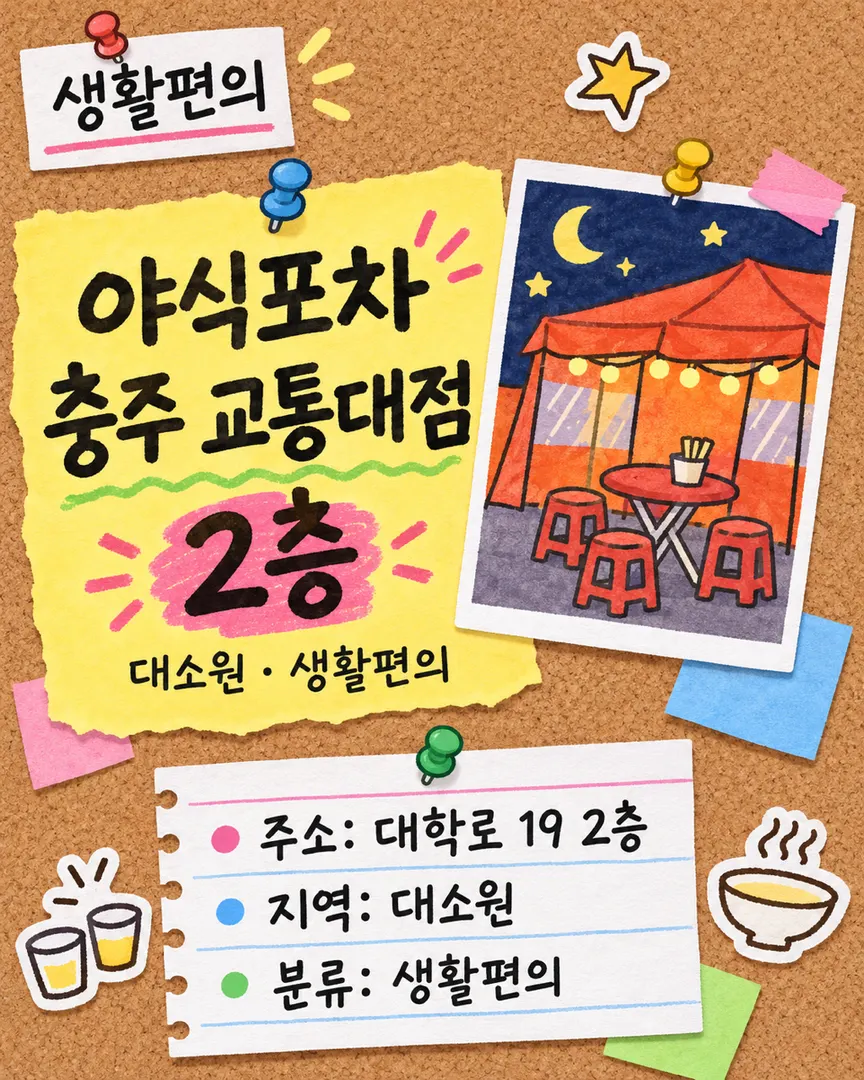 생활편의
야식포차
충주 교통대점
2층
대소원 · 생활편의
주소: 대학로 19 2층
지역: 대소원
분류: 생활편의